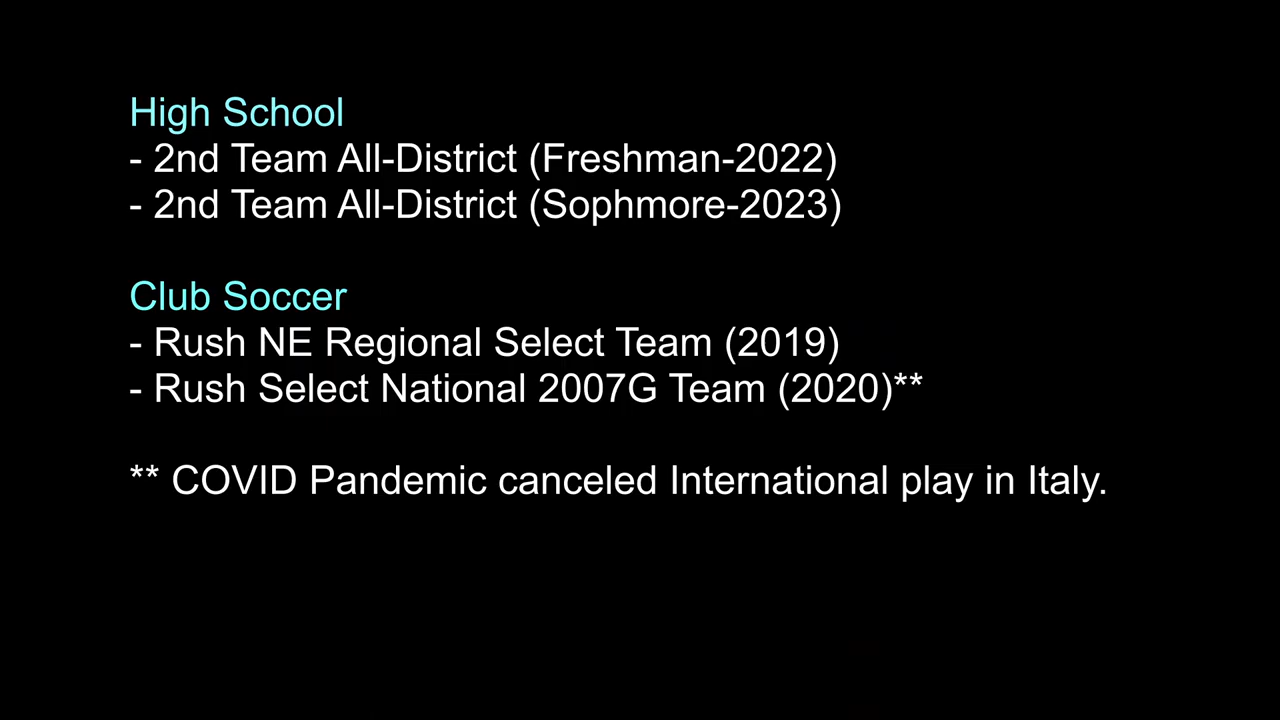 High School
- 2nd Team All-District (Freshman-2022)
- 2nd Team All-District (Sophmore-2023)
Club Soccer
- Rush NE Regional Select Team (2019)
- Rush Select National 2007G Team (2020)**
** COVID Pandemic canceled International play in Italy.